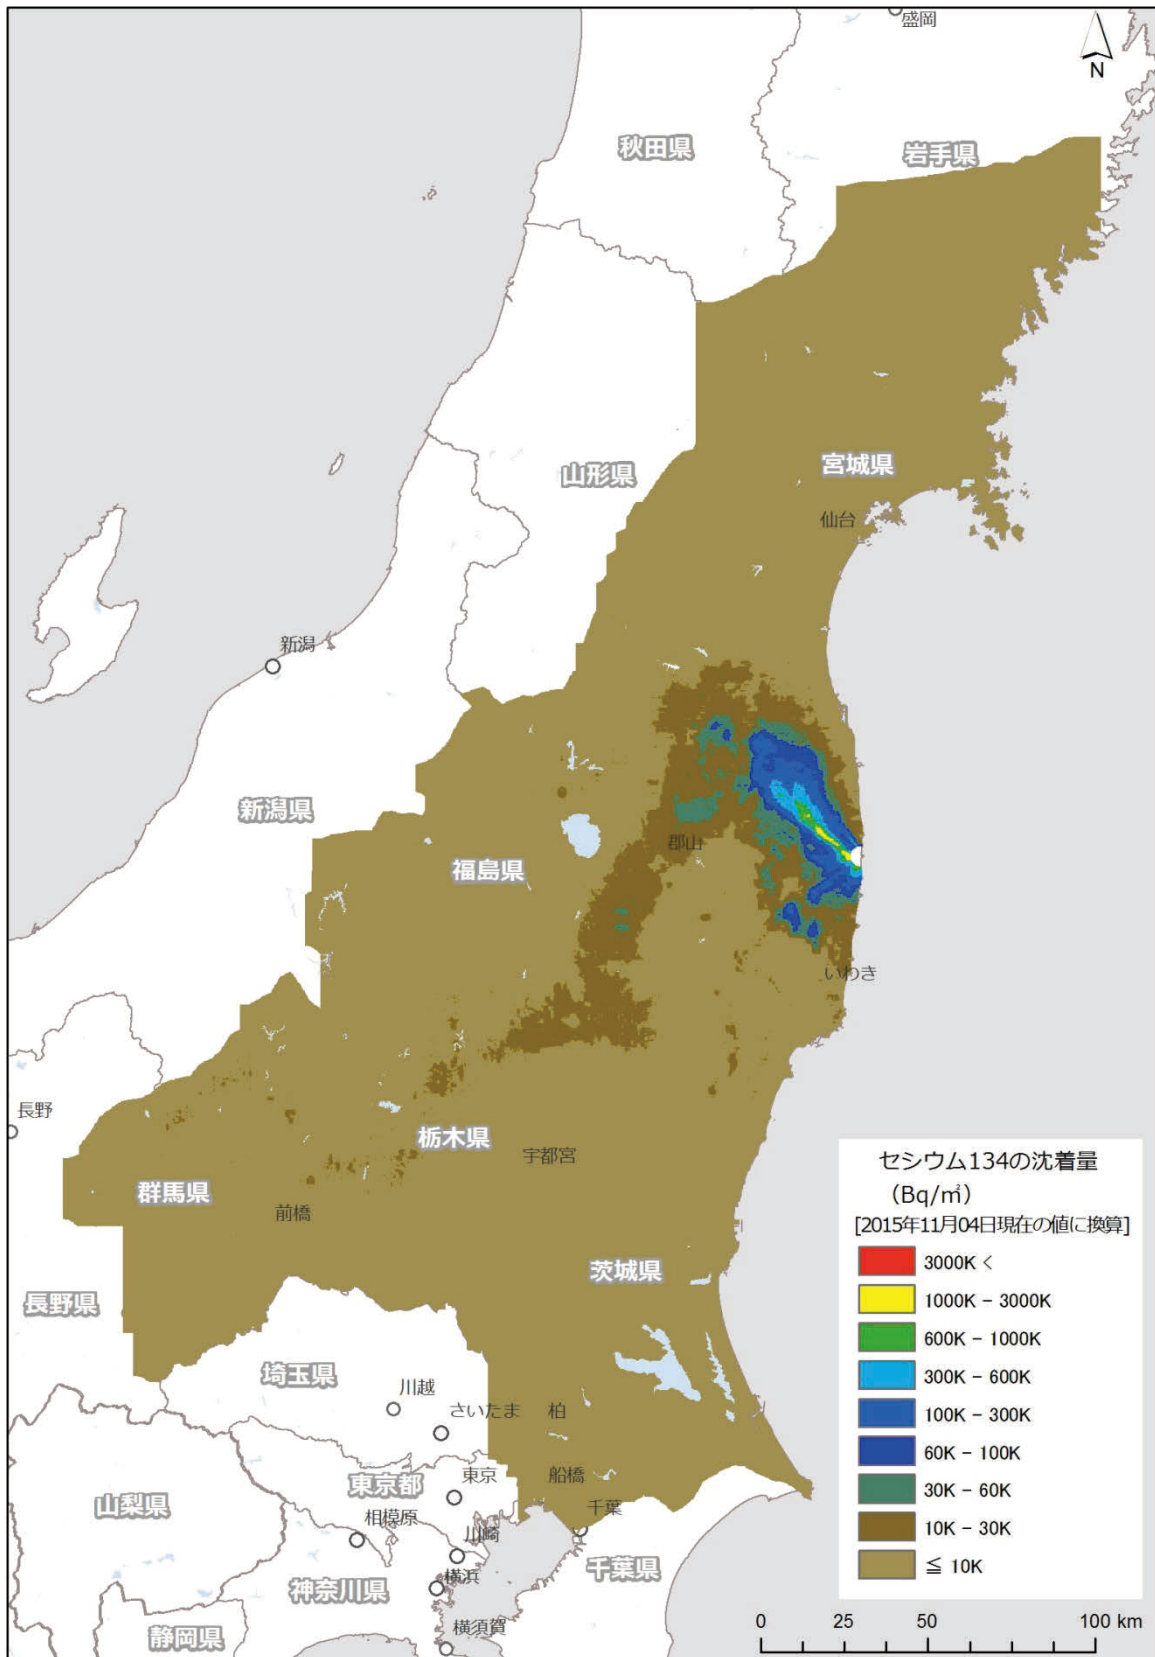 盛岡
N
秋田県
岩手県
山形県
宮城県
仙台
新潟
新潟県
福島県
郡山
いわき
長野
栃木県
宇都宮
群馬県
前橋
茨城県
長野県
埼玉県
川越
さいたま
柏
東京都
東京
船橋
千葉
山梨県
相模原
川崎
千葉県
神奈川県
横浜
静岡県
横須賀
セシウム134の沈着量
（Bq/㎡）
[2015年11月04日現在の値に換算]
3000K <
1000K - 3000K
600K - 1000K
300K - 600K
100K - 300K
60K - 100K
30K - 60K
10K - 30K
≦ 10K
0 25 50 100 km